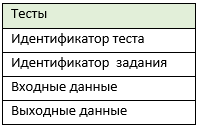 Тесты
Идентификатор теста
Идентификатор задания
Входные данные
Выходные данные